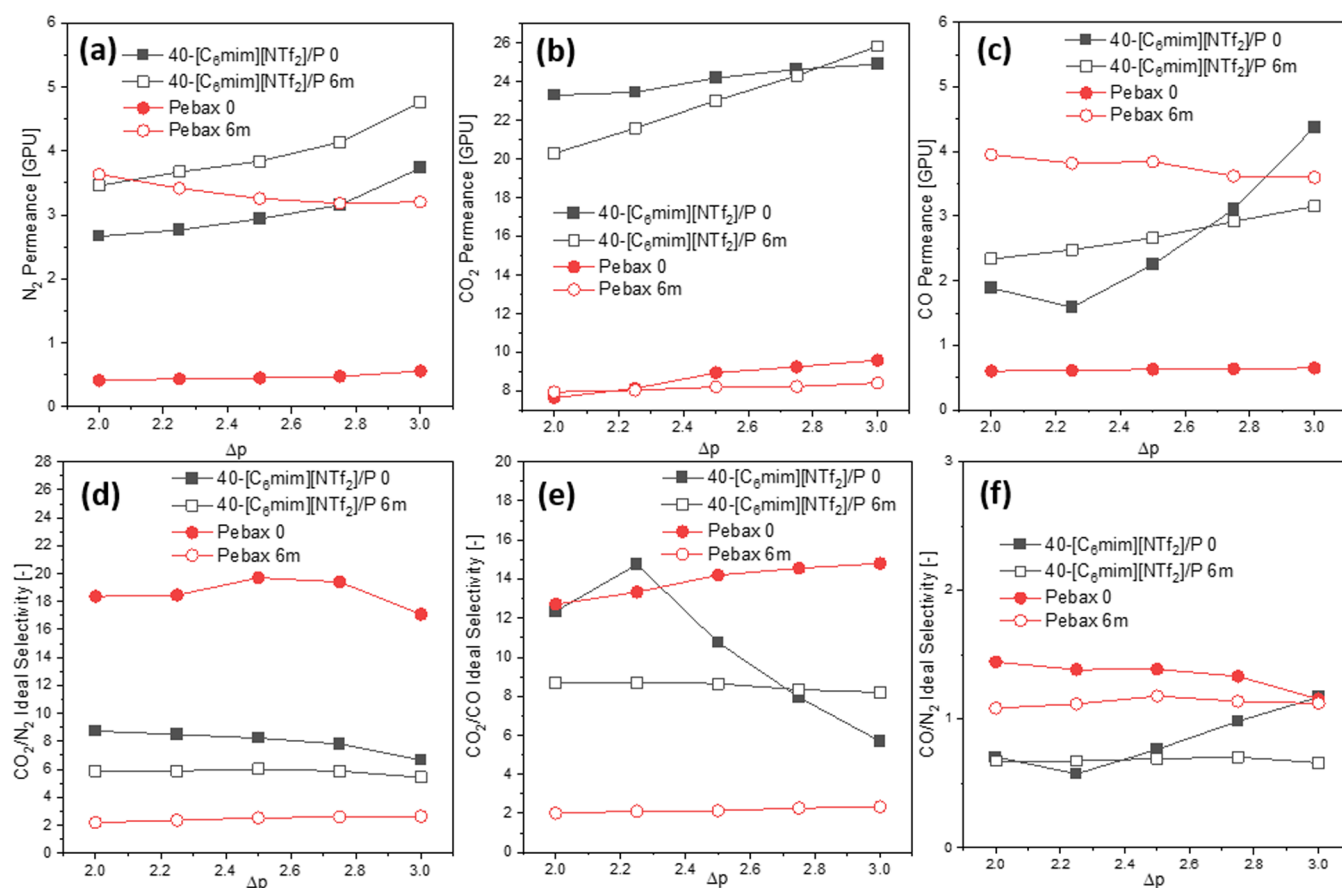 (a)
40-[C₆mim][NTf₂]/P 0
40-[C₆mim][NTf₂]/P 6m
Pebax 0
Pebax 6m
N₂ Permeance [GPU]
6
5
4
3
2
1
0
2.0 2.2 2.4 2.6 2.8 3.0
Δp
(b)
40-[C₆mim][NTf₂]/P 0
40-[C₆mim][NTf₂]/P 6m
Pebax 0
Pebax 6m
CO₂ Permeance [GPU]
26
24
22
20
18
16
14
12
10
8
2.0 2.2 2.4 2.6 2.8 3.0
Δp
(c)
40-[C₆mim][NTf₂]/P 0
40-[C₆mim][NTf₂]/P 6m
Pebax 0
Pebax 6m
CO Permeance [GPU]
6
5
4
3
2
1
0
2.0 2.2 2.4 2.6 2.8 3.0
Δp
(d)
40-[C₆mim][NTf₂]/P 0
40-[C₆mim][NTf₂]/P 6m
Pebax 0
Pebax 6m
CO₂/N₂ Ideal Selectivity [-]
28
26
24
22
20
18
16
14
12
10
8
6
4
2
0
2.0 2.2 2.4 2.6 2.8 3.0
Δp
(e)
40-[C₆mim][NTf₂]/P 0
40-[C₆mim][NTf₂]/P 6m
Pebax 0
Pebax 6m
CO₂/CO Ideal Selectivity [-]
20
18
16
14
12
10
8
6
4
2
0
2.0 2.2 2.4 2.6 2.8 3.0
Δp
(f)
40-[C₆mim][NTf₂]/P 0
40-[C₆mim][NTf₂]/P 6m
Pebax 0
Pebax 6m
CO/N₂ Ideal Selectivity [-]
3
2
1
0
2.0 2.2 2.4 2.6 2.8 3.0
Δp